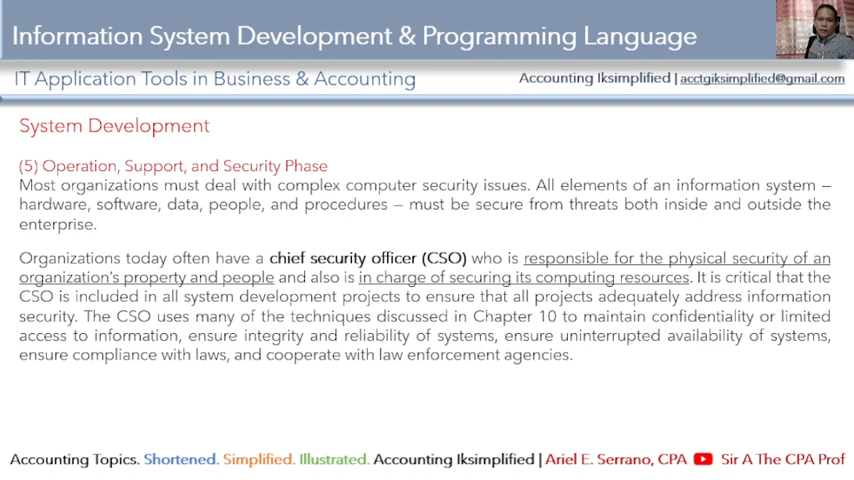 Information System Development & Programming Language
IT Application Tools in Business & Accounting
Accounting Iksimplified | acctgiksimplified@gmail.com
System Development
(5) Operation, Support, and Security Phase
Most organizations must deal with complex computer security issues. All elements of an information system –
hardware, software, data, people, and procedures – must be secure from threats both inside and outside the
enterprise.
Organizations today often have a chief security officer (CSO) who is responsible for the physical security of an
organization's property and people and also is in charge of securing its computing resources. It is critical that the
CSO is included in all system development projects to ensure that all projects adequately address information
security. The CSO uses many of the techniques discussed in Chapter 10 to maintain confidentiality or limited
access to information, ensure integrity and reliability of systems, ensure uninterrupted availability of systems,
ensure compliance with laws, and cooperate with law enforcement agencies.
Accounting Topics. Shortened. Simplified. Illustrated. Accounting Iksimplified | Ariel E. Serrano, CPA Sir A The CPA Prof